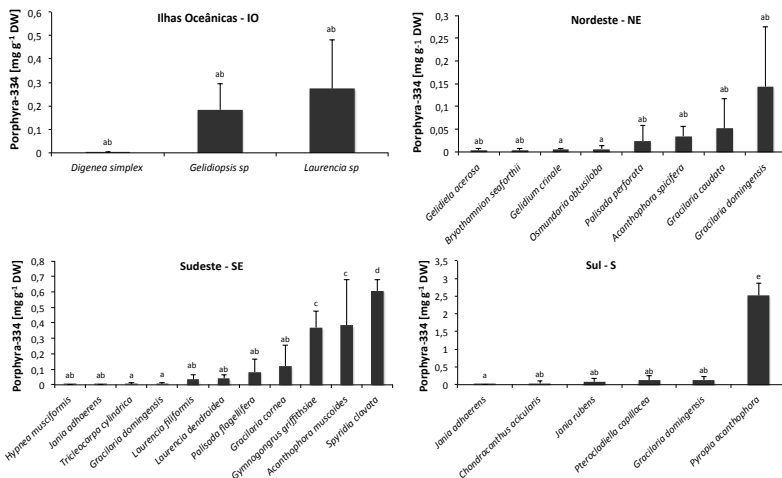 Ilhas Oceânicas - IO
Porphyra-334 [mg g-1 DW]
0,6
0,5
0,4
0,3
0,2
0,1
0
ab
ab
ab
Digenea simplex
Gelidiopsis sp
Laurencia sp
Nordeste - NE
Porphyra-334 [mg g-1 DW]
0,3
0,25
0,2
0,15
0,1
0,05
0
ab
ab
a
a
ab
ab
ab
ab
Gelidiela acerosa
Bryothamnion seaforthii
Gelidium crinale
Osmundaria obtusiloba
Palisada perforata
Acanthophora spicifera
Gracilaria caudata
Gracilaria domingensis
Sudeste - SE
Porphyra-334 [mg g-1 DW]
0,8
0,7
0,6
0,5
0,4
0,3
0,2
0,1
0
ab
ab
a
a
ab
ab
ab
ab
c
c
d
Hypnea musciformis
Jania adhaerens
Tricleocarpa cylindrica
Gracilaria domingensis
Laurencia filiformis
Laurencia dendroidea
Palisada flagellifera
Gracilaria cornea
Gymnogongrus griffithsiae
Acanthophora muscoides
Spyridia clavata
Sul - S
Porphyra-334 [mg g-1 DW]
3,5
3
2,5
2
1,5
1
0,5
0
a
ab
ab
ab
ab
e
Jania adhaerens
Chondracanthus acicularis
Jania rubens
Pterocladiella capillacea
Gracilaria domingensis
Pyropia acanthophora